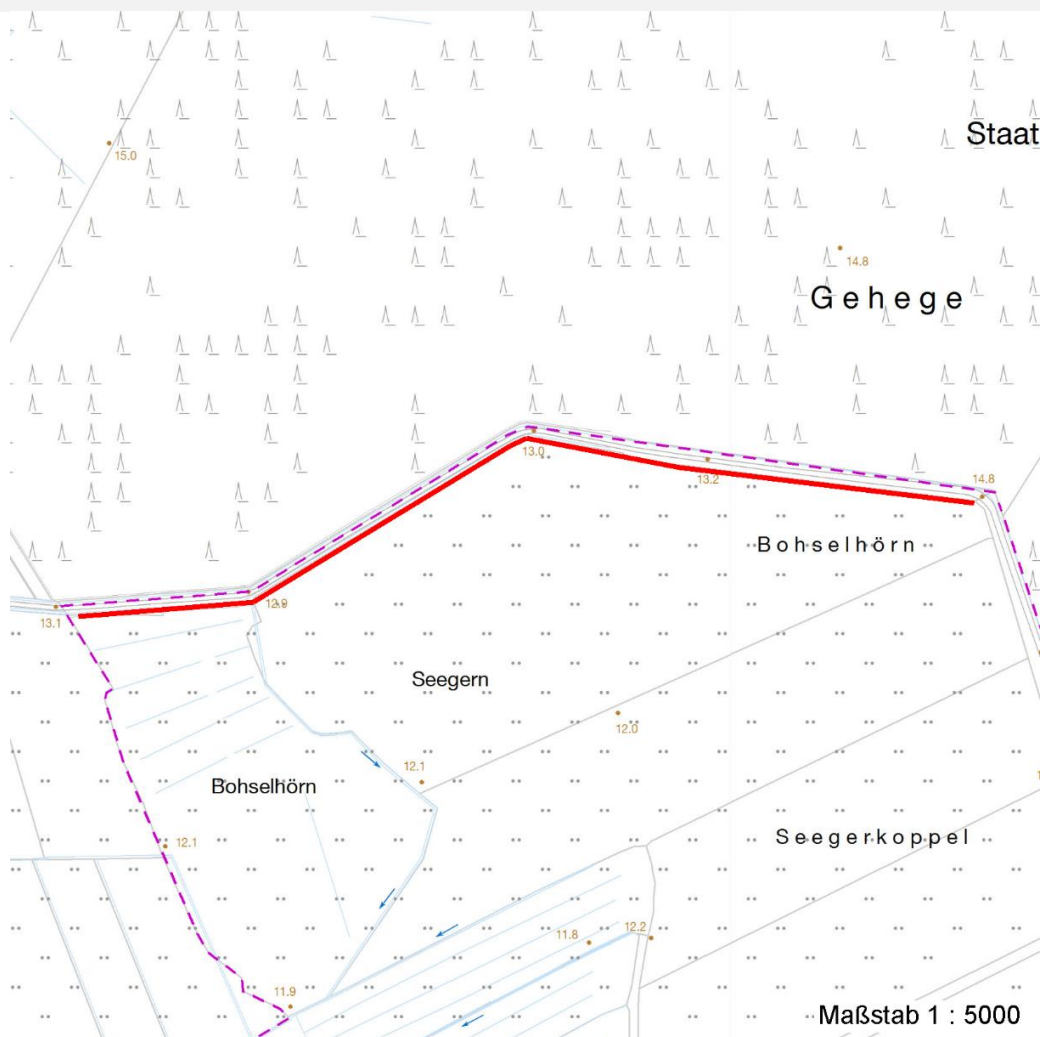 Staat
15.0
14.8
Gehege
13.0
13.2
14.8
Bohselhörn
12.9
13.1
Seegern
12.0
12.1
Bohselhörn
12.1
Seegerkoppel
12.2
11.8
11.9
Maßstab 1 : 5000